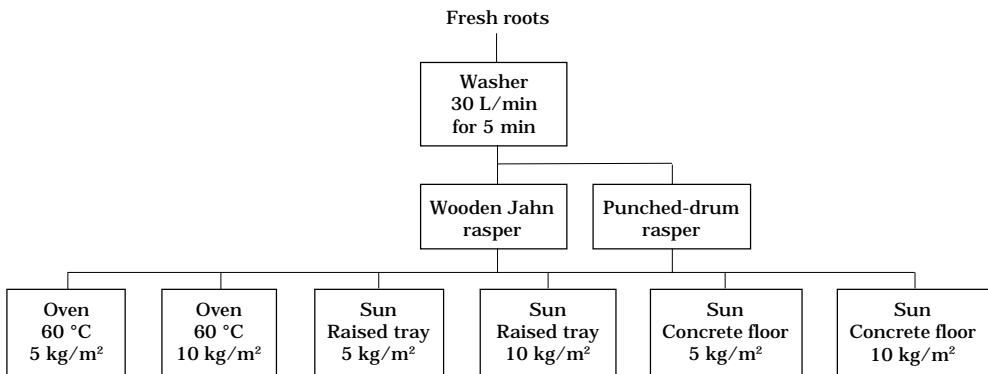 Fresh roots
Washer
30 L/min
for 5 min
Wooden Jahn
rasper
Punched-drum
rasper
Oven
60 °C
5 kg/m²
Oven
60 °C
10 kg/m²
Sun
Raised tray
5 kg/m²
Sun
Raised tray
10 kg/m²
Sun
Concrete floor
5 kg/m²
Sun
Concrete floor
10 kg/m²